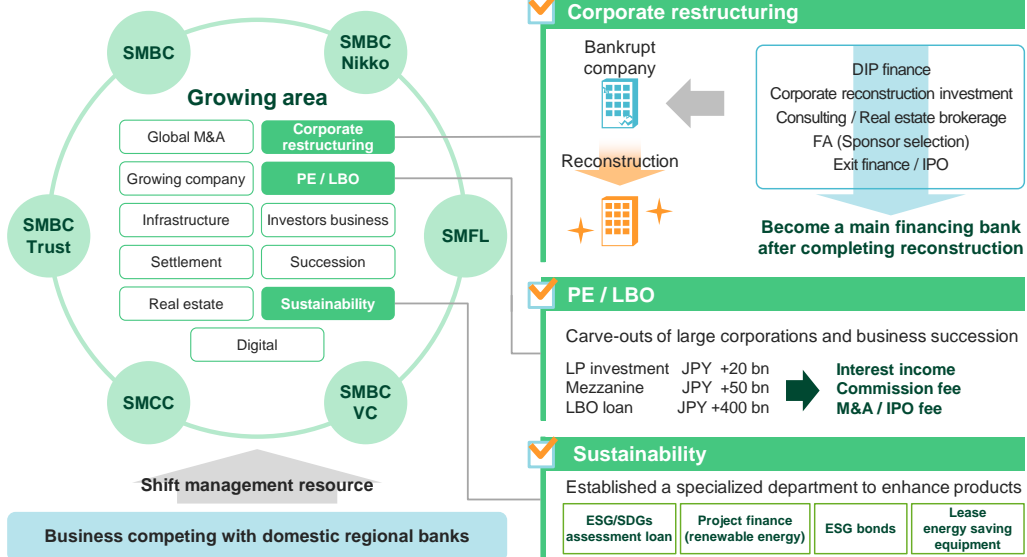 SMBC
SMBC
Nikko
Growing area
Global M&A
Corporate
restructuring
Growing company
PE / LBO
Infrastructure
Investors business
Settlement
Succession
Real estate
Sustainability
Digital
SMBC
Trust
SMFL
SMCC
SMBC
VC
Shift management resource
Business competing with domestic regional banks
Corporate restructuring
Bankrupt
company
Reconstruction
DIP finance
Corporate reconstruction investment
Consulting / Real estate brokerage
FA (Sponsor selection)
Exit finance / IPO
Become a main financing bank
after completing reconstruction
PE / LBO
Carve-outs of large corporations and business succession
LP investment JPY +20 bn
Mezzanine JPY +50 bn
LBO loan JPY +400 bn
Interest income
Commission fee
M&A / IPO fee
Sustainability
Established a specialized department to enhance products
ESG/SDGs
assessment loan
Project finance
(renewable energy)
ESG bonds
Lease
energy saving
equipment